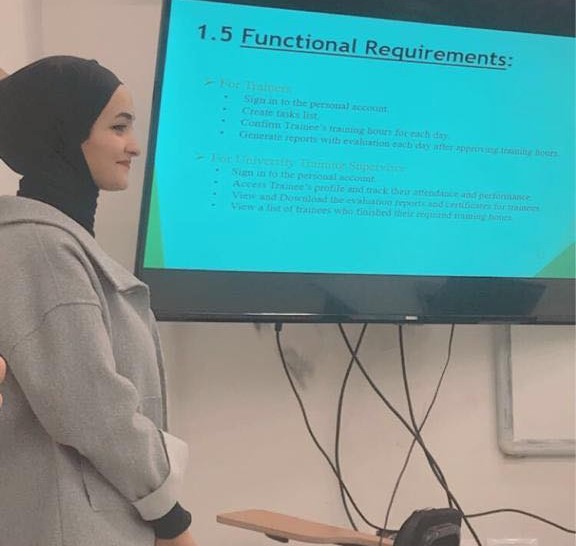 1.5 Functional Requirements:
➢ For Trainers
• Sign in to the personal account.
• Create tasks list.
• Confirm Trainee's training hours for each day.
• Generate reports with evaluation each day after approving training hours.
➢ For University Training Supervisor
• Sign in to the personal account.
• Access Trainee's profile and track their attendance and performance.
• View and Download the evaluation reports and certificates for trainees.
• View a list of trainees who finished their required training hours.